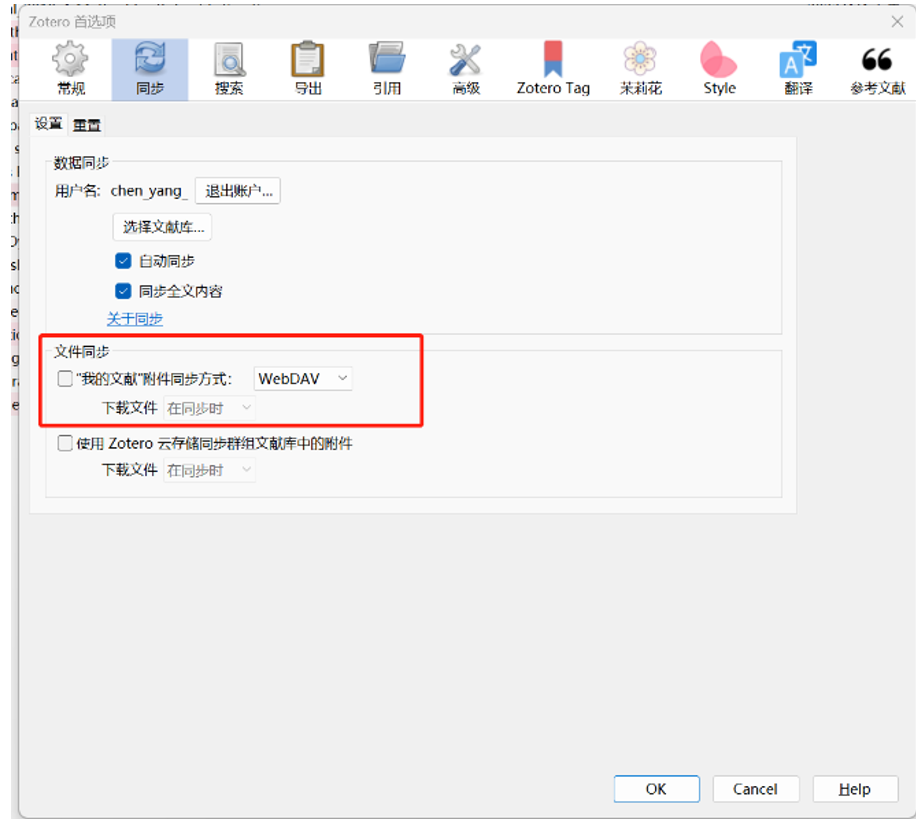 Zotero 首选项
常规 同步 搜索 导出 引用 高级 Zotero Tag 茉莉花 Style 翻译 参考文献
设置 重置
数据同步
用户名: chen_yang_ 退出账户...
选择文献库...
自动同步
同步全文内容
关于同步
文件同步
"我的文献"附件同步方式: WebDAV
下载文件 在同步时
使用 Zotero 云存储同步群组文献库中的附件
下载文件 在同步时
OK Cancel Help